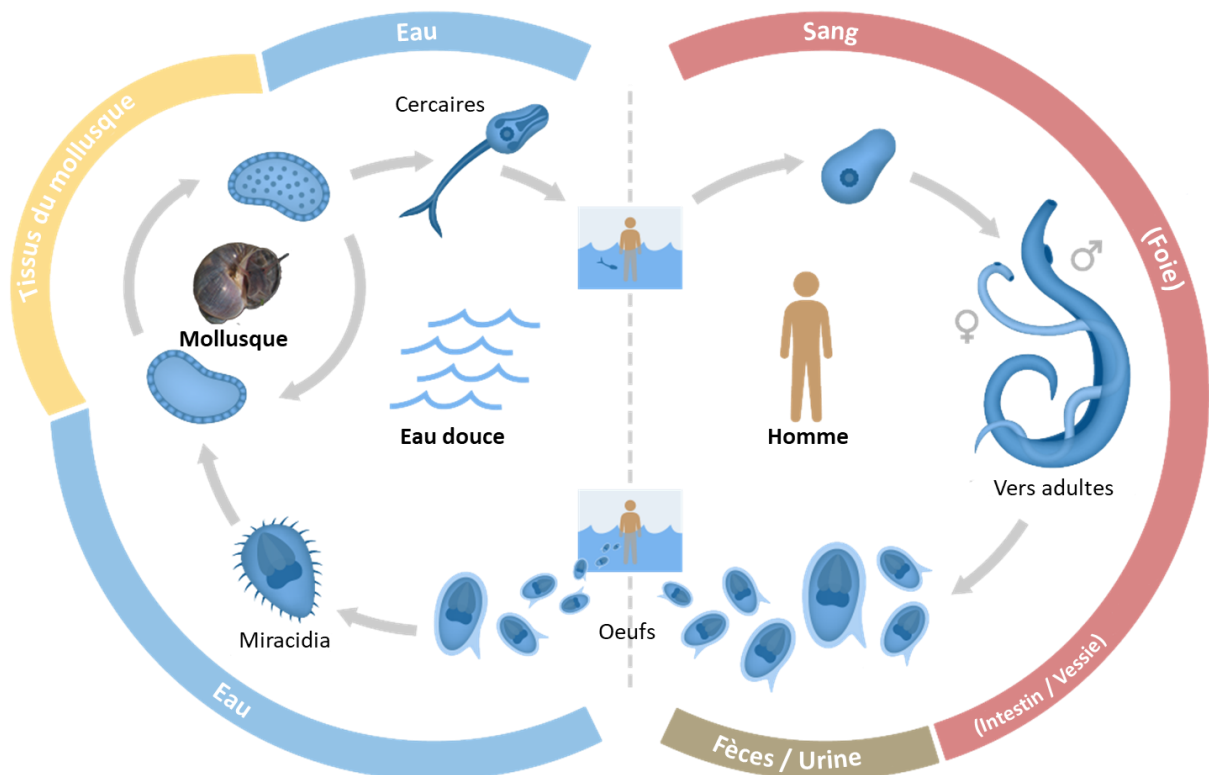 Eau
Sang
Tissus du mollusque
Cercaires
(Foie)
♂
♀
Mollusque
Eau douce
Homme
Vers adultes
Miracidia
Oeufs
Eau
Fèces / Urine
(Intestin / Vessie)